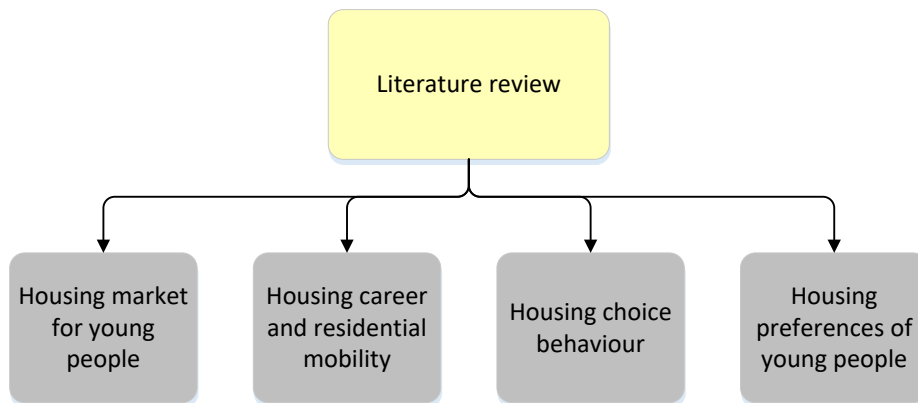 Literature review
Housing market
for young
people
Housing career
and residential
mobility
Housing choice
behaviour
Housing
preferences of
young people